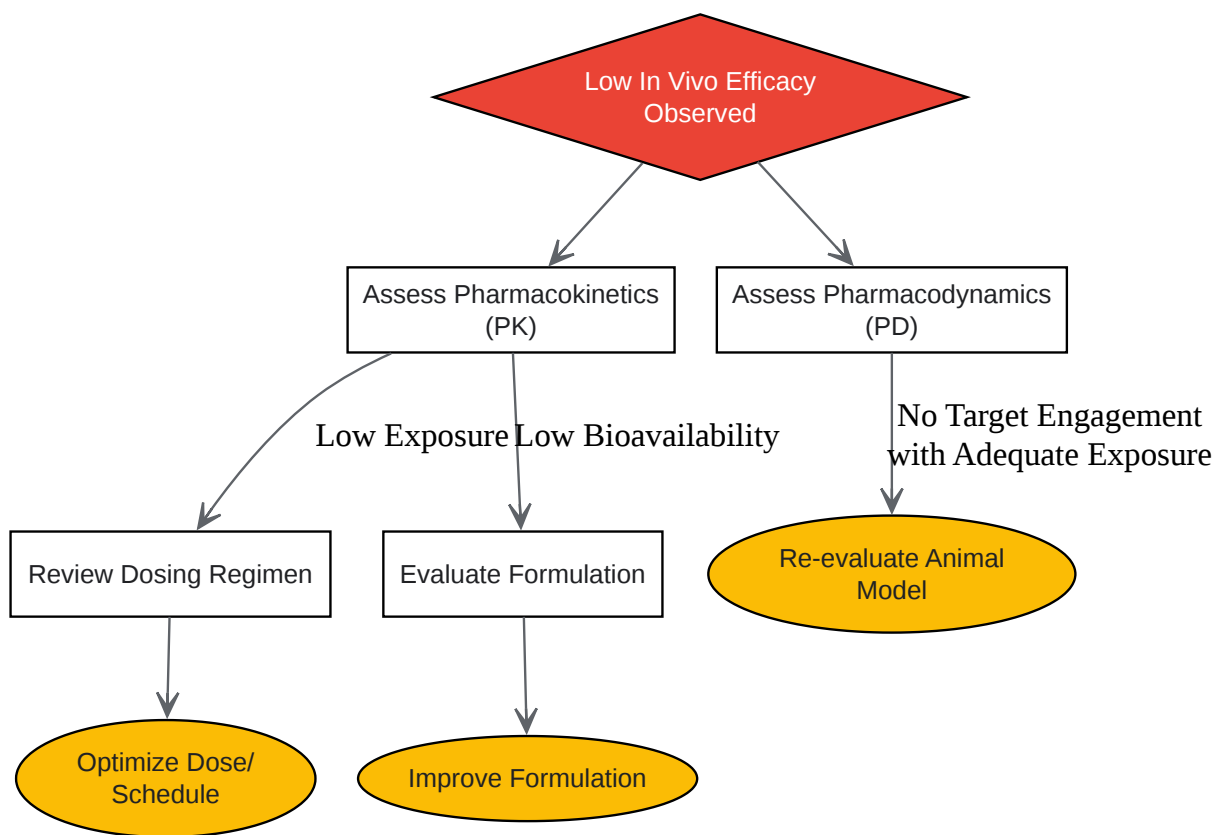 Low In Vivo Efficacy
Observed
Assess Pharmacokinetics
(PK)
Assess Pharmacodynamics
(PD)
Low Exposure
Low Bioavailability
No Target Engagement
with Adequate Exposure
Review Dosing Regimen
Evaluate Formulation
Re-evaluate Animal
Model
Optimize Dose/
Schedule
Improve Formulation